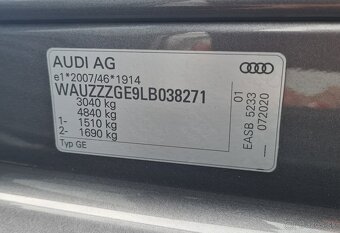 AUDI AG
e1*2007/46*1914
WAUZZZGE9LB038271
3040 kg
4840 kg
1- 1510 kg
2- 1690 kg
Typ GE
EASB 5233 01
072020